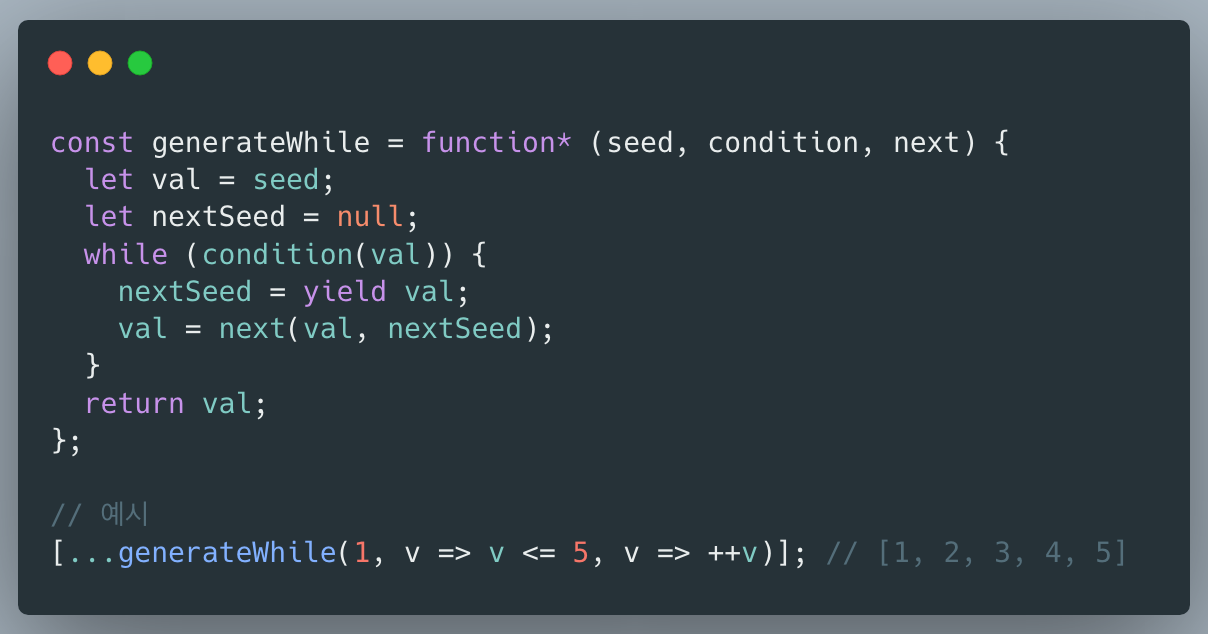 const generateWhile = function* (seed, condition, next) {
  let val = seed;
  let nextSeed = null;
  while (condition(val)) {
    nextSeed = yield val;
    val = next(val, nextSeed);
  }
  return val;
};

// 예시
[...generateWhile(1, v => v <= 5, v => ++v)]; // [1, 2, 3, 4, 5]